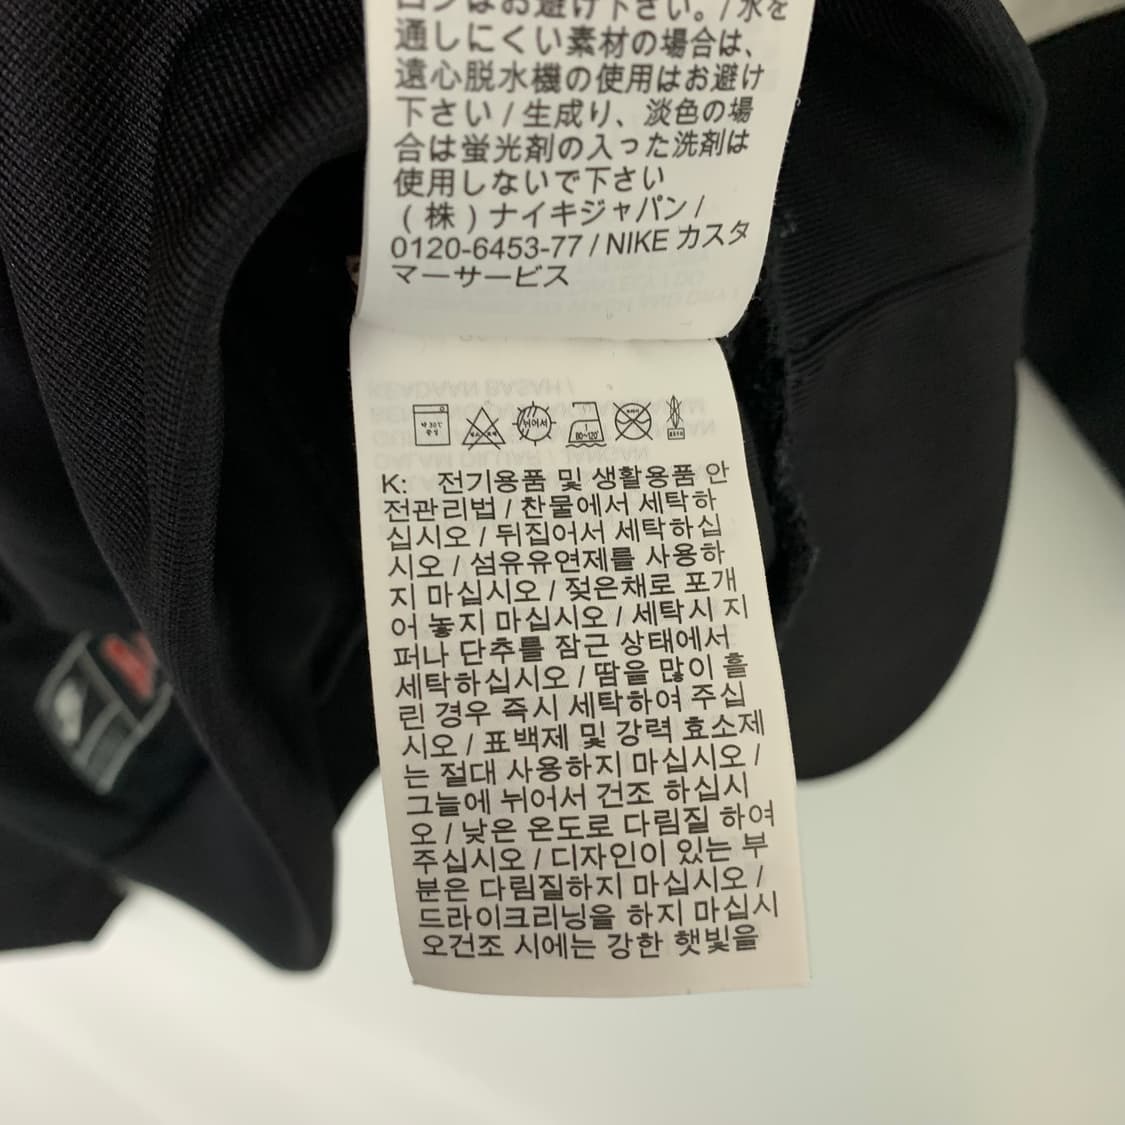 ロンはお避け下さい。/ 水を
通しにくい素材の場合は、
遠心脱水機の使用はお避け
下さい / 生成り、淡色の場
合は蛍光剤の入った洗剤は
使用しないで下さい
( 株 ) ナイキジャパン /
0120-6453-77 / NIKE カスタ
マーサービス
약 30℃
중성
뉘어서
1
80~120˚
K: 전기용품 및 생활용품 안
전관리법 / 찬물에서 세탁하
십시오 / 뒤집어서 세탁하십
시오 / 섬유유연제를 사용하
지 마십시오 / 젖은채로 포개
어 놓지 마십시오 / 세탁시 지
퍼나 단추를 잠근 상태에서
세탁하십시오 / 땀을 많이 흘
린 경우 즉시 세탁하여 주십
시오 / 표백제 및 강력 효소제
는 절대 사용하지 마십시오 /
그늘에 뉘어서 건조 하십시
오 / 낮은 온도로 다림질 하여
주십시오 / 디자인이 있는 부
분은 다림질하지 마십시오 /
드라이크리닝을 하지 마십시
오건조 시에는 강한 햇빛을